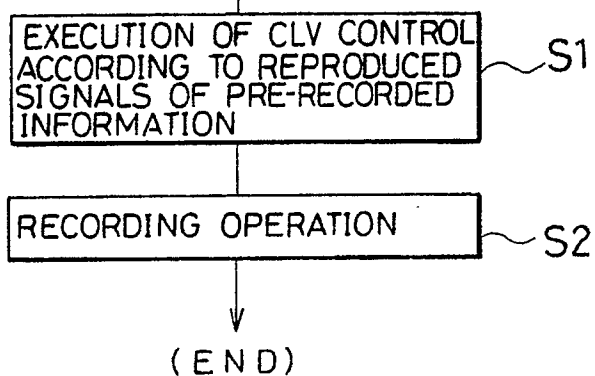 EXECUTION OF CLV CONTROL
ACCORDING TO REPRODUCED
SIGNALS OF PRE-RECORDED
INFORMATION
S1
RECORDING OPERATION
S2
(END)